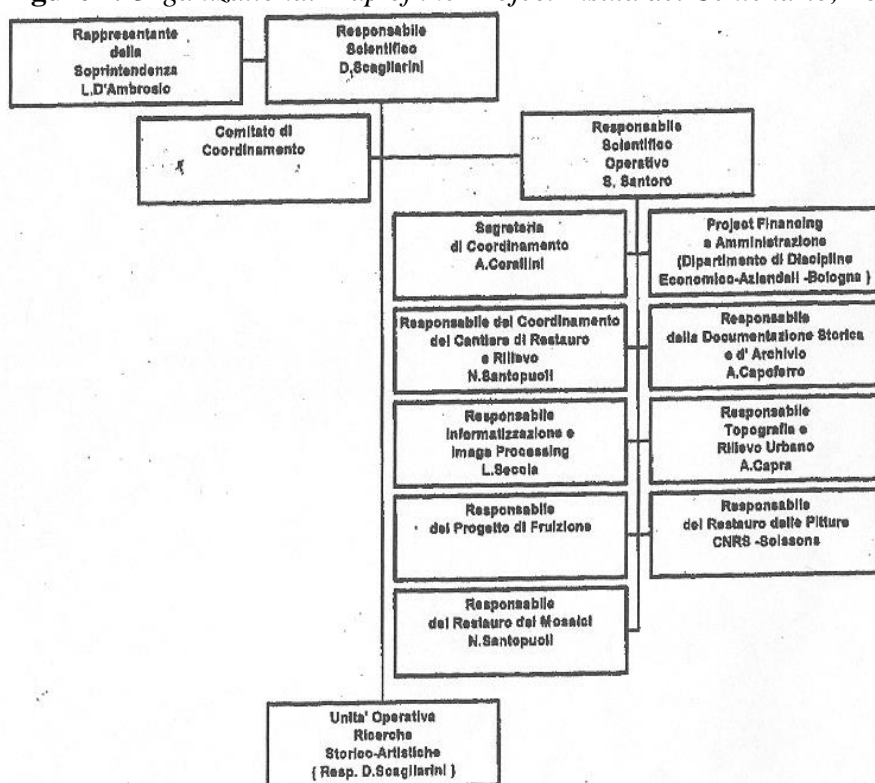 Rappresentante
della
Soprintendenza
L.D'Ambrosio
Responsabile
Scientifico
D.Scagliarini
Comitato di
Coordinamento
Responsabile
Scientifico
Operativo
S. Santoro
Segreteria
di Coordinamento
A.Corallini
Project Financing
e Amministrazione
(Dipartimento di Discipline
Economico-Aziendali -Bologna )
Responsabile del Coordinamento
del Cantiere di Restauro
e Rilievo
N.Santopuoli
Responsabile
della Documentazione Storica
e d' Archivio
A.Capoferro
Responsabile
Informatizzazione e
Image Processing
L.Seccia
Responsabile
Topografia e
Rilievo Urbano
A.Capra
Responsabile
del Progetto di Fruizione
Responsabile
del Restauro delle Pitture
CNRS -Soissons
Responsabile
del Restauro dei Mosaici
N.Santopuoli
Unita' Operativa
Ricerche
Storico-Artistiche
( Resp. D.Scagliarini )